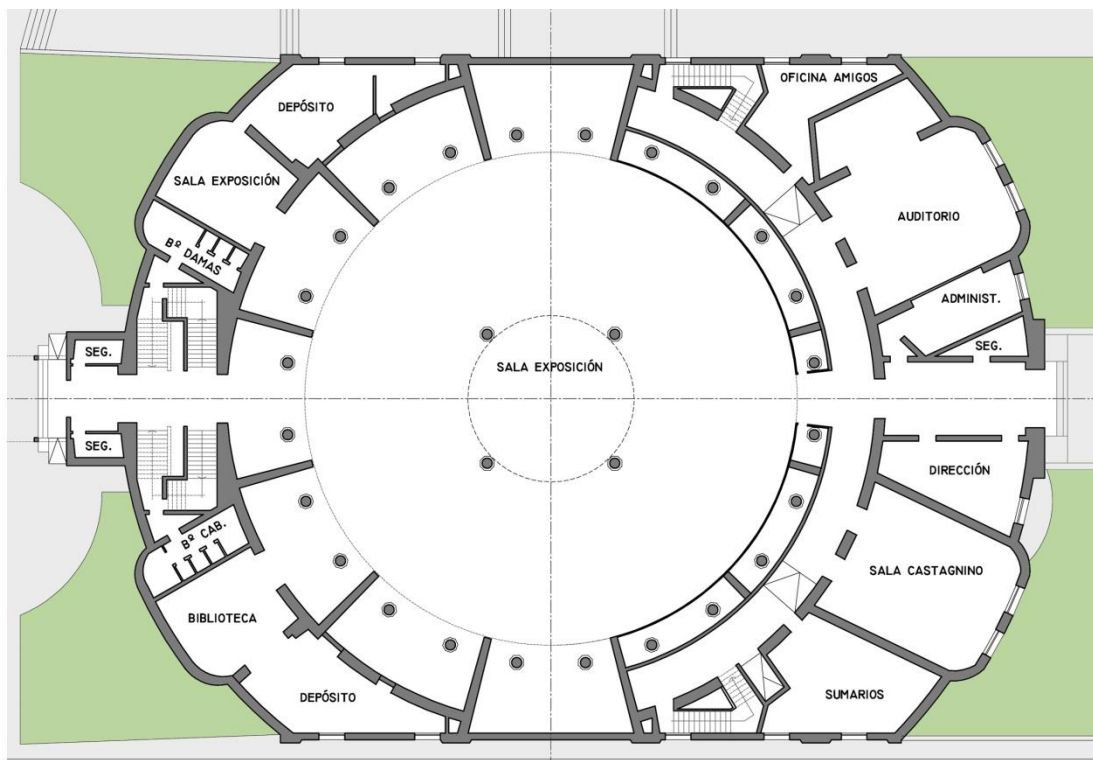 OFICINA AMIGOS
DEPÓSITO
SALA EXPOSICIÓN
AUDITORIO
Bº DAMAS
ADMINIST.
SEG.
SEG.
SALA EXPOSICIÓN
SEG.
DIRECCIÓN
Bº CAB.
SALA CASTAGNINO
BIBLIOTECA
DEPÓSITO
SUMARIOS